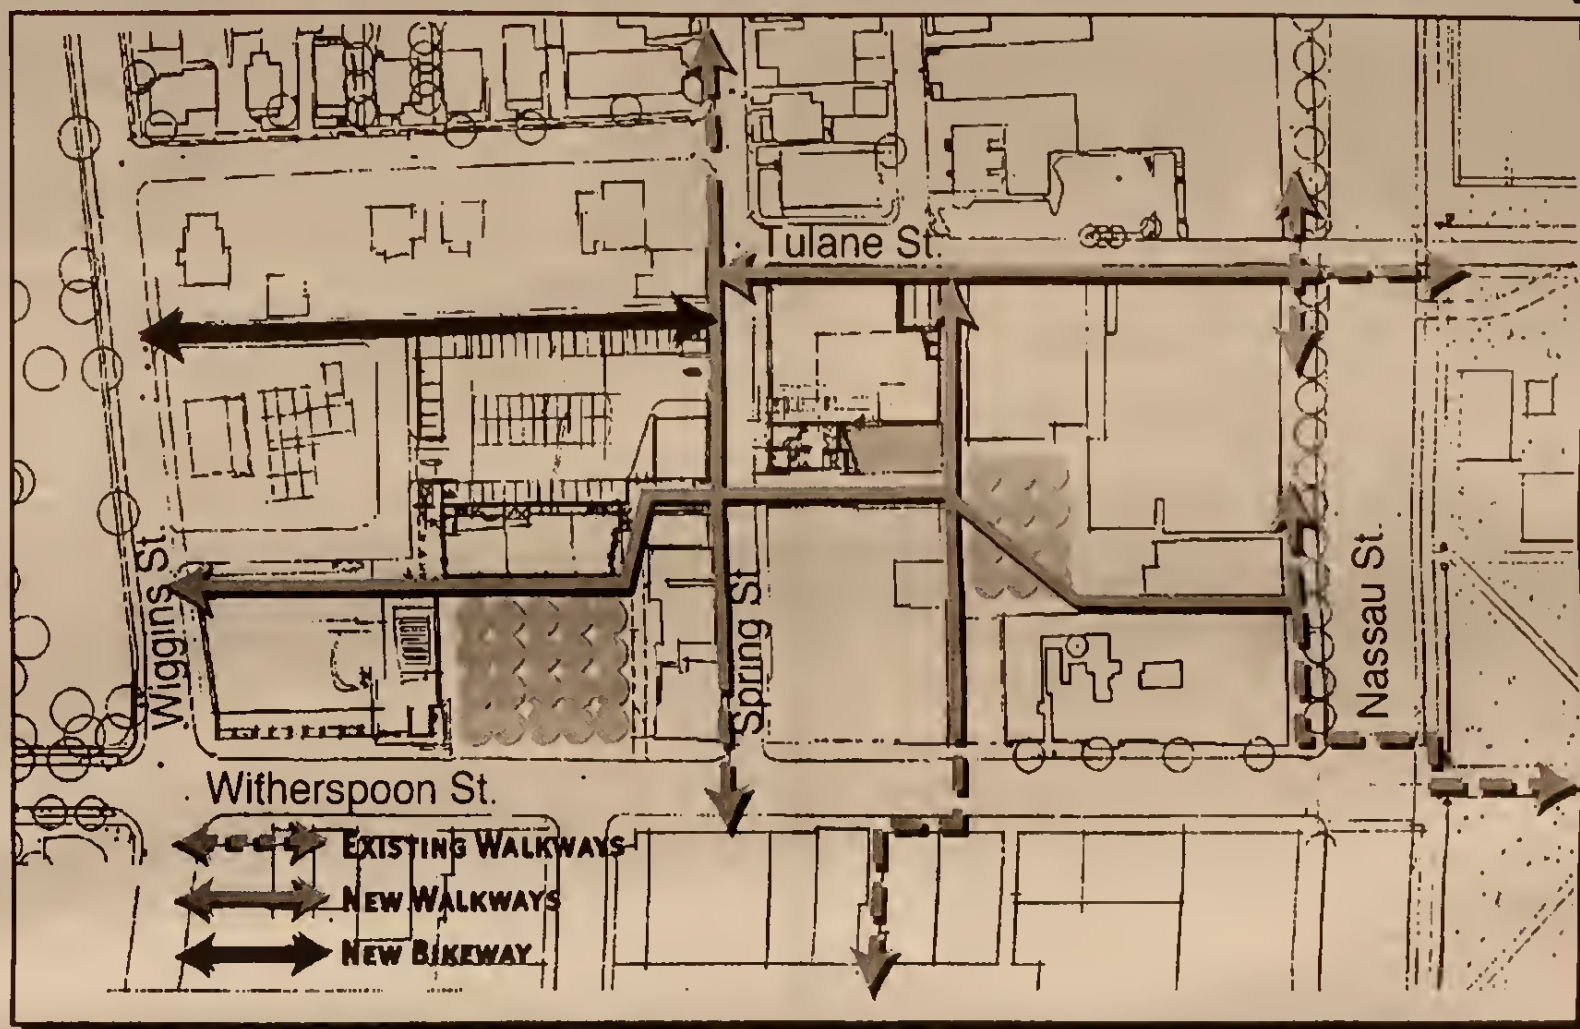 Tulane St.
Wiggins St.
Spring St.
Nassau St.
Witherspoon St.
Existing Walkways
New Walkways
New Bikeway